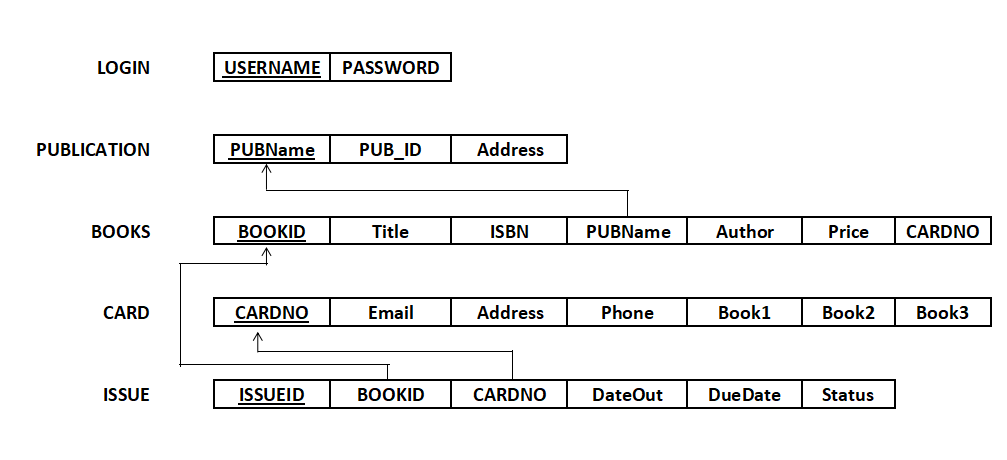 LOGIN USERNAME PASSWORD
PUBLICATION PUBName PUB_ID Address
BOOKS BOOKID Title ISBN PUBName Author Price CARDNO
CARD CARDNO Email Address Phone Book1 Book2 Book3
ISSUE ISSUEID BOOKID CARDNO DateOut DueDate Status